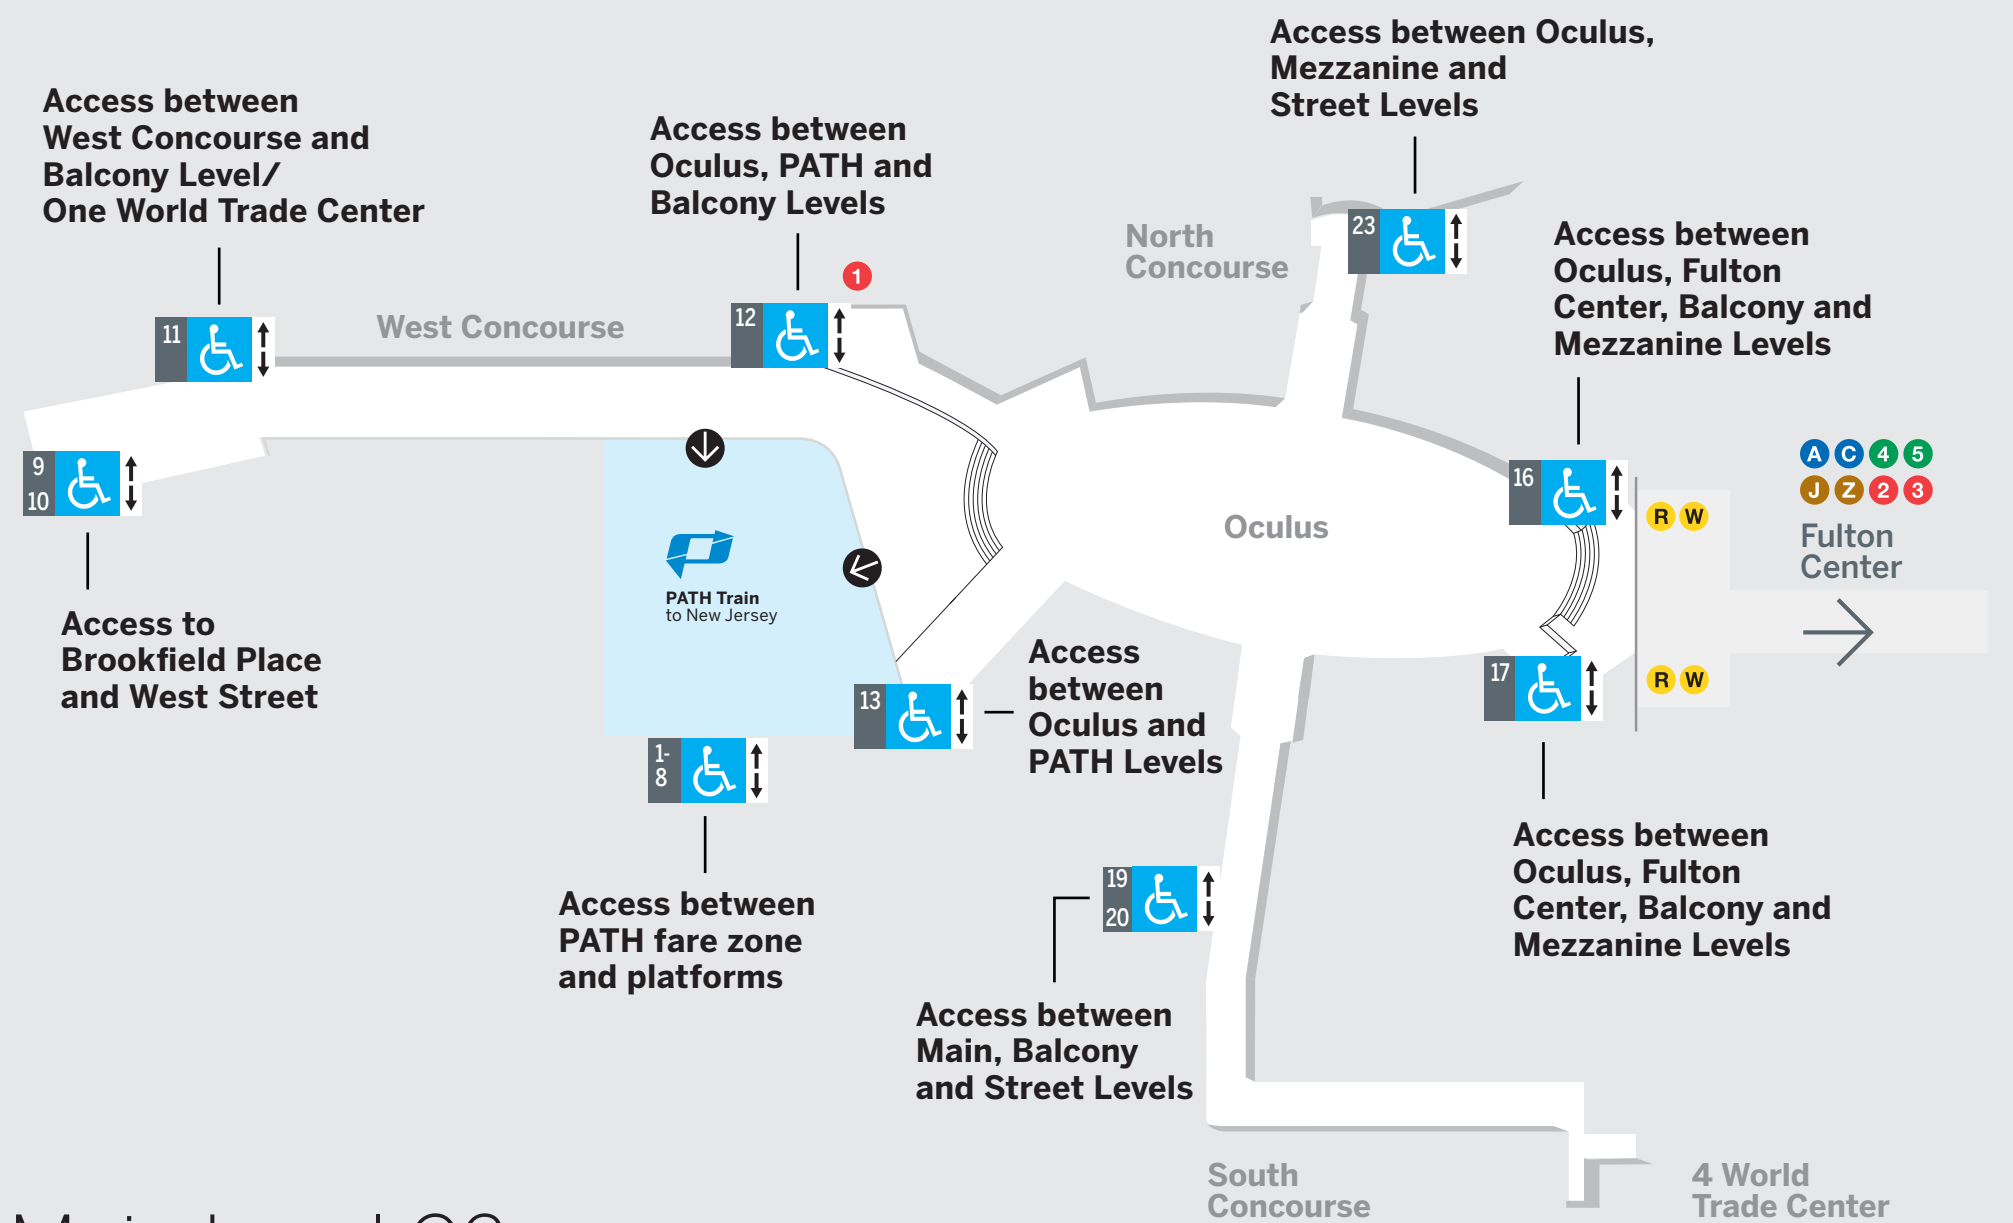 Access between Oculus,
Mezzanine and
Street Levels
Access between
West Concourse and
Balcony Level/
One World Trade Center
Access between
Oculus, PATH and
Balcony Levels
North
Concourse
23
Access between
Oculus, Fulton
Center, Balcony and
Mezzanine Levels
1
11
West Concourse
12
9
10
16
A C 4 5
J Z 2 3
R W
Oculus
Fulton
Center
PATH Train
to New Jersey
Access to
Brookfield Place
and West Street
13
Access
between
Oculus and
PATH Levels
17
R W
1-
8
Access between
PATH fare zone
and platforms
19
20
Access between
Oculus, Fulton
Center, Balcony and
Mezzanine Levels
Access between
Main, Balcony
and Street Levels
South
Concourse
4 World
Trade Center